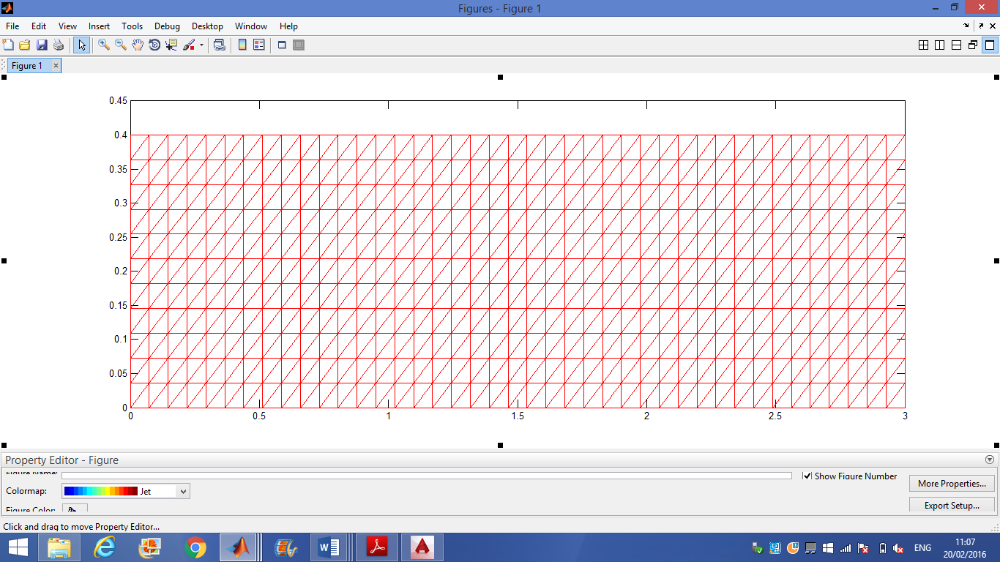 Figures - Figure 1
File Edit View Insert Tools Debug Desktop Window Help
Figure 1
0.45
0.4
0.35
0.3
0.25
0.2
0.15
0.1
0.05
0
0 0.5 1 1.5 2 2.5 3
Property Editor - Figure
Figure Name:
Show Figure Number
Colormap: Jet
More Properties...
Figure Color:
Export Setup...
Click and drag to move Property Editor...
ENG
11:07
20/02/2016